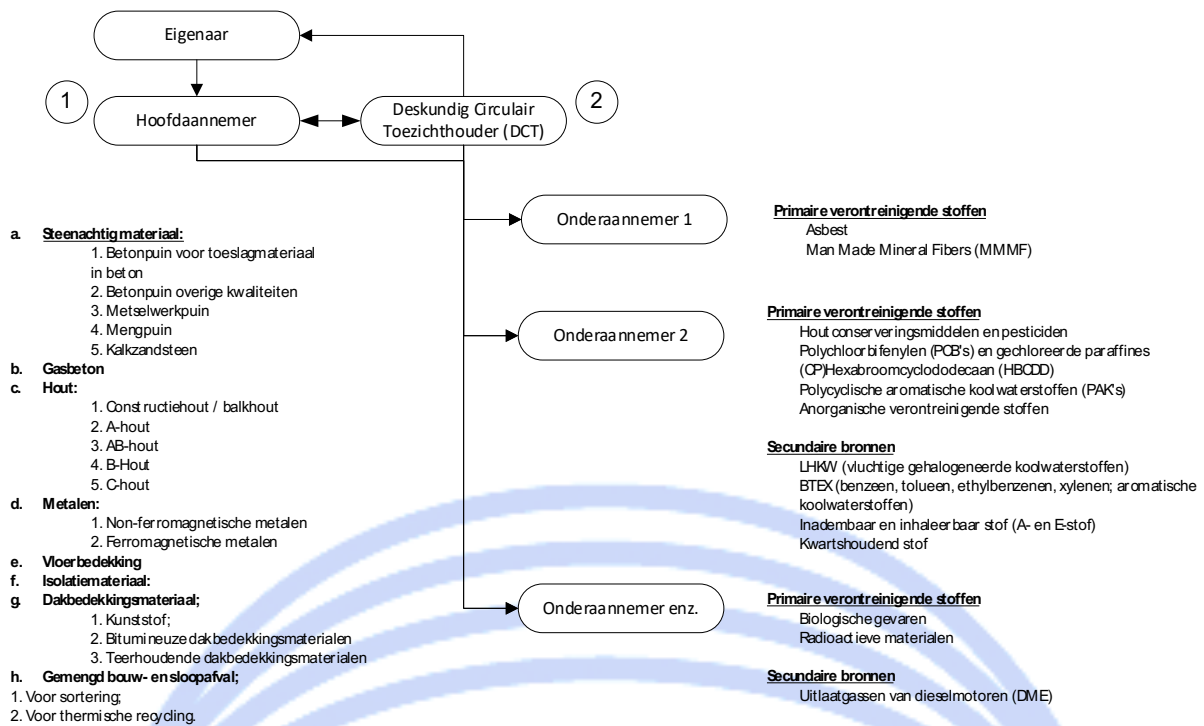 Eigenaar
1
Hoofdaannemer
Deskundig Circulair
Toezichthouder (DCT)
2
Onderaannemer 1
Primaire verontreinigende stoffen
Asbest
Man Made Mineral Fibers (MMMF)
a. Steenachtig materiaal:
1. Betonpuin voor toeslagmateriaal
in beton
2. Betonpuin overige kwaliteiten
3. Metselwerkpuin
4. Mengpuin
5. Kalkzandsteen
b. Gasbeton
c. Hout:
1. Constructiehout / balkhout
2. A-hout
3. AB-hout
4. B-Hout
5. C-hout
d. Metalen:
1. Non-ferromagnetische metalen
2. Ferromagnetische metalen
e. Vloerbedekking
f. Isolatiemateriaal:
g. Dakbedekkingsmateriaal;
1. Kunststof;
2. Bitumineuze dakbedekkingsmaterialen
3. Teerhoudende dakbedekkingsmaterialen
h. Gemengd bouw- en sloopafval;
1. Voor sortering;
2. Voor thermische recycling.
Onderaannemer 2
Primaire verontreinigende stoffen
Hout conserveringsmiddelen en pesticiden
Polychloorbifenylen (PCB's) en gechloreerde paraffines
(CP)Hexabroomcyclododecaan (HBCDD)
Polycyclische aromatische koolwaterstoffen (PAK's)
Anorganische verontreinigende stoffen
Secundaire bronnen
LHKW (vluchtige gehalogeneerde koolwaterstoffen)
BTEX (benzeen, tolueen, ethylbenzenen, xylenen; aromatische
koolwaterstoffen)
Inadembaar en inhaleerbaar stof (A- en E-stof)
Kwartshoudend stof
Onderaannemer enz.
Primaire verontreinigende stoffen
Biologische gevaren
Radioactieve materialen
Secundaire bronnen
Uitlaatgassen van dieselmotoren (DME)